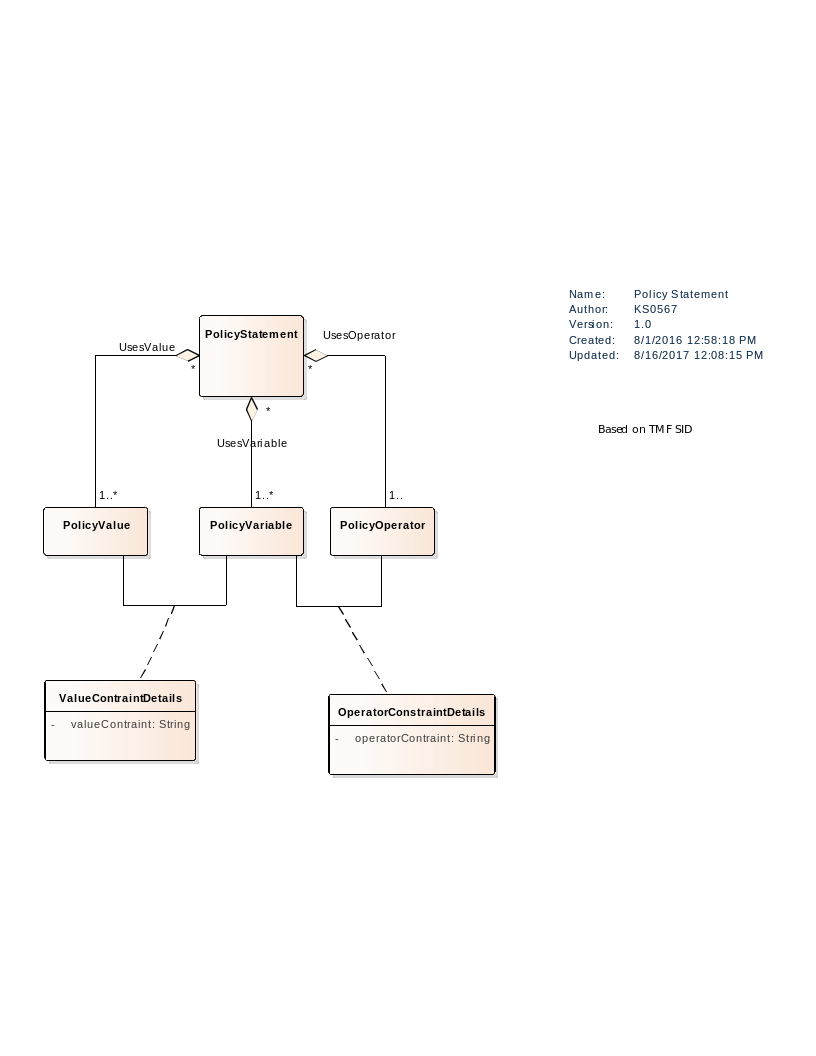 Name: Policy Statement
Author: KS0567
Version: 1.0
Created: 8/1/2016 12:58:18 PM
Updated: 8/16/2017 12:08:15 PM
PolicyStatement
UsesOperator
UsesValue
*
*
*
Based on TMF SID
UsesVariable
1..*
1..*
1..
PolicyValue
PolicyVariable
PolicyOperator
ValueContraintDetails
- valueContraint: String
OperatorConstraintDetails
- operatorContraint: String